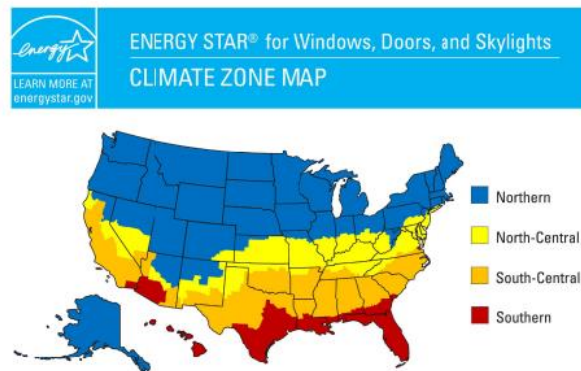 energy
LEARN MORE AT
energystar.gov
ENERGY STAR® for Windows, Doors, and Skylights
CLIMATE ZONE MAP
Northern
North-Central
South-Central
Southern